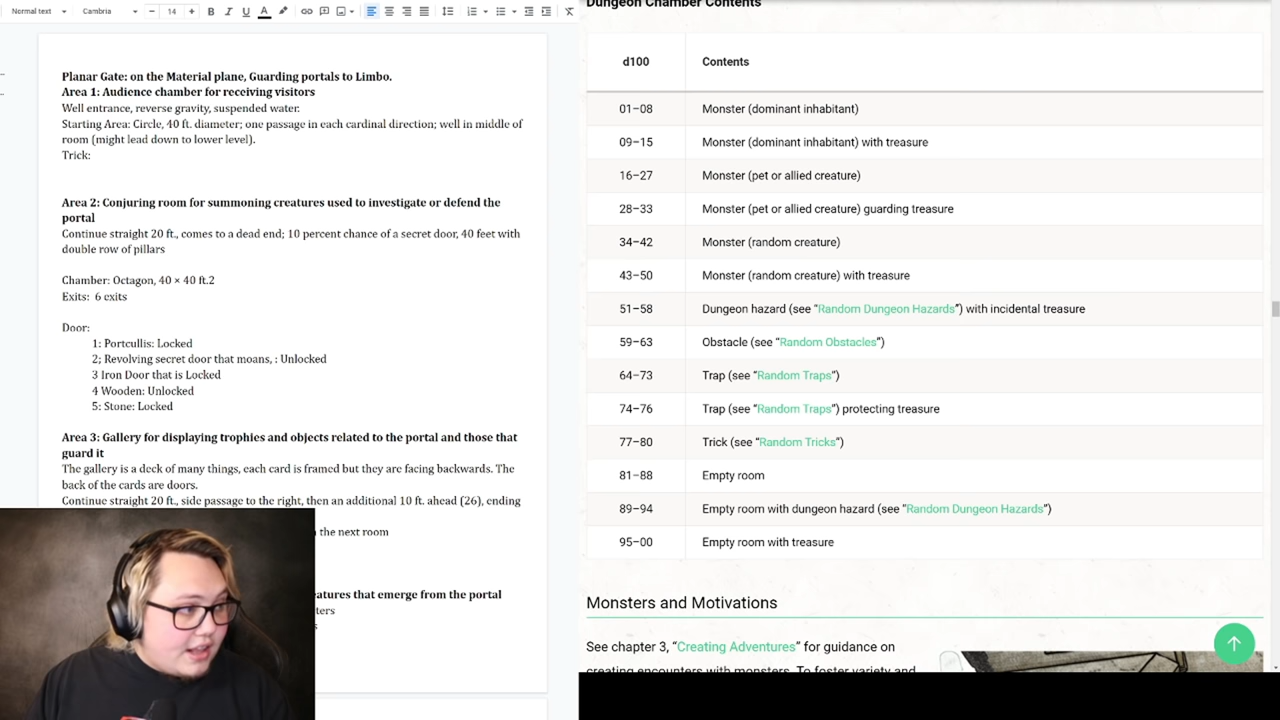 Normal text
Cambria
14
B I U A
Planar Gate: on the Material plane, Guarding portals to Limbo.
Area 1: Audience chamber for receiving visitors
Well entrance, reverse gravity, suspended water.
Starting Area: Circle, 40 ft. diameter; one passage in each cardinal direction; well in middle of
room (might lead down to lower level).
Trick:
Area 2: Conjuring room for summoning creatures used to investigate or defend the
portal
Continue straight 20 ft., comes to a dead end; 10 percent chance of a secret door, 40 feet with
double row of pillars
Chamber: Octagon, 40 × 40 ft.2
Exits: 6 exits
Door:
1: Portcullis: Locked
2; Revolving secret door that moans, : Unlocked
3 Iron Door that is Locked
4 Wooden: Unlocked
5: Stone: Locked
Area 3: Gallery for displaying trophies and objects related to the portal and those that
guard it
The gallery is a deck of many things, each card is framed but they are facing backwards. The
back of the cards are doors.
Continue straight 20 ft., side passage to the right, then an additional 10 ft. ahead (26), ending
the next room
eatures that emerge from the portal
ters
s
Dungeon Chamber Contents
d100 Contents
01–08 Monster (dominant inhabitant)
09–15 Monster (dominant inhabitant) with treasure
16–27 Monster (pet or allied creature)
28–33 Monster (pet or allied creature) guarding treasure
34–42 Monster (random creature)
43–50 Monster (random creature) with treasure
51–58 Dungeon hazard (see “Random Dungeon Hazards”) with incidental treasure
59–63 Obstacle (see “Random Obstacles”)
64–73 Trap (see “Random Traps”)
74–76 Trap (see “Random Traps”) protecting treasure
77–80 Trick (see “Random Tricks”)
81–88 Empty room
89–94 Empty room with dungeon hazard (see “Random Dungeon Hazards”)
95–00 Empty room with treasure
Monsters and Motivations
See chapter 3, “Creating Adventures” for guidance on
creating encounters with monsters. To foster variety and